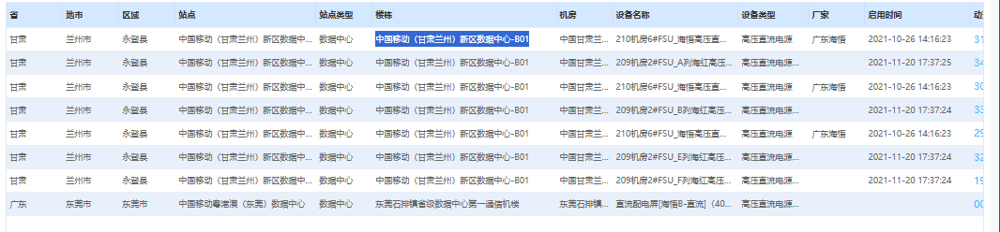 省 地市 区域 站点 站点类型 楼栋 机房 设备名称 设备类型 厂家 启用时间
甘肃 兰州市 永登县 中国移动（甘肃兰州）新区数据中... 数据中心 中国移动（甘肃兰州）新区数据中心-B01 中国甘肃兰... 210机房6#FSU_海悟高压直... 高压直流电源... 广东海悟 2021-10-26 14:16:23 31
甘肃 兰州市 永登县 中国移动（甘肃兰州）新区数据中... 数据中心 中国移动（甘肃兰州）新区数据中心-B01 中国甘肃兰... 209机房2#FSU_A列海红高压... 高压直流电源... 2021-11-20 17:37:25 34
甘肃 兰州市 永登县 中国移动（甘肃兰州）新区数据中... 数据中心 中国移动（甘肃兰州）新区数据中心-B01 中国甘肃兰... 210机房6#FSU_海悟高压直... 高压直流电源... 广东海悟 2021-10-26 14:16:23 30
甘肃 兰州市 永登县 中国移动（甘肃兰州）新区数据中... 数据中心 中国移动（甘肃兰州）新区数据中心-B01 中国甘肃兰... 209机房2#FSU_B列海红高压... 高压直流电源... 2021-11-20 17:37:24 33
甘肃 兰州市 永登县 中国移动（甘肃兰州）新区数据中... 数据中心 中国移动（甘肃兰州）新区数据中心-B01 中国甘肃兰... 210机房6#FSU_海悟高压直... 高压直流电源... 广东海悟 2021-10-26 14:16:23 29
甘肃 兰州市 永登县 中国移动（甘肃兰州）新区数据中... 数据中心 中国移动（甘肃兰州）新区数据中心-B01 中国甘肃兰... 209机房2#FSU_E列海红高压... 高压直流电源... 2021-11-20 17:37:24 32
甘肃 兰州市 永登县 中国移动（甘肃兰州）新区数据中... 数据中心 中国移动（甘肃兰州）新区数据中心-B01 中国甘肃兰... 209机房2#FSU_F列海红高压... 高压直流电源... 2021-11-20 17:37:24 19
广东 东莞市 东莞市 中国移动粤港澳（东莞）数据中心 数据中心 东莞石排镇省级数据中心第一通信机楼 东莞石排镇... 直流配电屏[海悟B-直流]（40... 高压直流电源... 00